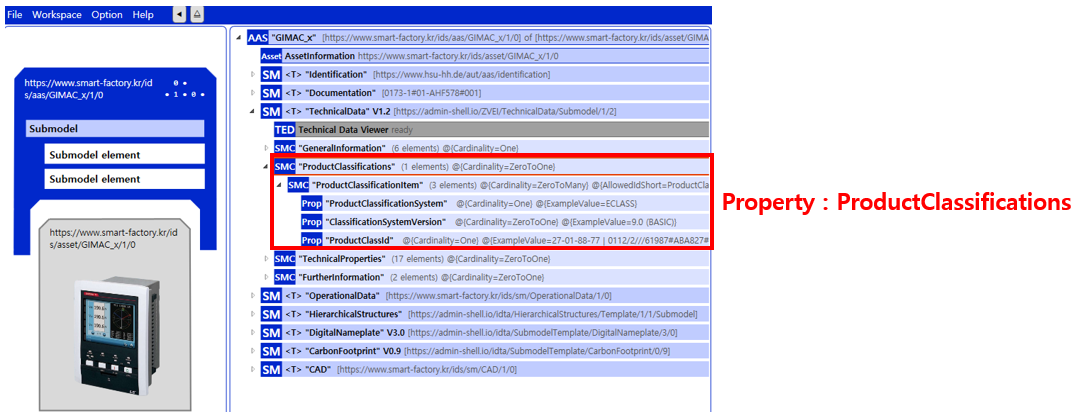 File Workspace Option Help
https://www.smart-factory.kr/id
s/aas/GIMAC_x/1/0
0
1 0
Submodel
Submodel element
Submodel element
https://www.smart-factory.kr/id
s/asset/GIMAC_x/1/0
AAS "GIMAC_x" [https://www.smart-factory.kr/ids/aas/GIMAC_x/1/0] of [https://www.smart-factory.kr/ids/asset/GIMA
Asset AssetInformation https://www.smart-factory.kr/ids/asset/GIMAC_x/1/0
SM <T> "Identification" [https://www.hsu-hh.de/aut/aas/identification]
SM <T> "Documentation" [0173-1#01-AHF578#001]
SM <T> "TechnicalData" V1.2 [https://admin-shell.io/ZVEI/TechnicalData/Submodel/1/2]
TED Technical Data Viewer ready
SMC "GeneralInformation" (6 elements) @{Cardinality=One}
SMC "ProductClassifications" (1 elements) @{Cardinality=ZeroToOne}
SMC "ProductClassificationItem" (3 elements) @{Cardinality=ZeroToMany} @{AllowedIdShort=ProductCla
Prop "ProductClassificationSystem" @{Cardinality=One} @{ExampleValue=ECLASS}
Prop "ClassificationSystemVersion" @{Cardinality=ZeroToOne} @{ExampleValue=9.0 (BASIC)}
Prop "ProductClassId" @{Cardinality=One} @{ExampleValue=27-01-88-77 | 0112/2///61987#ABA827#
SMC "TechnicalProperties" (17 elements) @{Cardinality=ZeroToOne}
SMC "FurtherInformation" (2 elements) @{Cardinality=ZeroToOne}
SM <T> "OperationalData" [https://www.smart-factory.kr/ids/sm/OperationalData/1/0]
SM <T> "HierarchicalStructures" [https://admin-shell.io/idta/HierarchicalStructures/Template/1/1/Submodel]
SM <T> "DigitalNameplate" V3.0 [https://admin-shell.io/idta/SubmodelTemplate/DigitalNameplate/3/0]
SM <T> "CarbonFootprint" V0.9 [https://admin-shell.io/idta/SubmodelTemplate/CarbonFootprint/0/9]
SM <T> "CAD" [https://www.smart-factory.kr/ids/sm/CAD/1/0]
Property : ProductClassifications